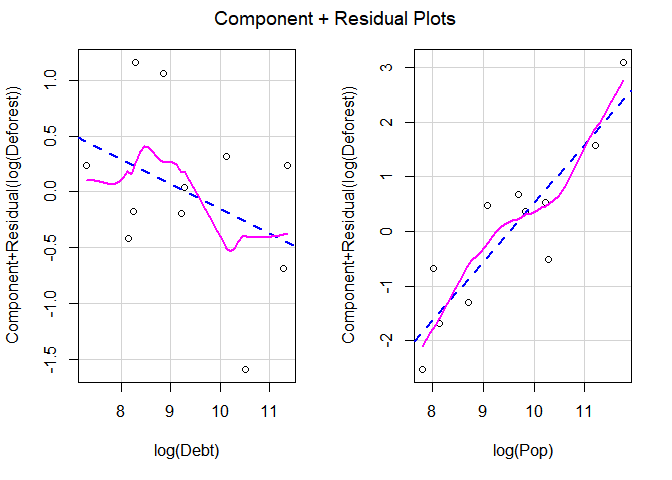 Component + Residual Plots
Component+Residual((log(Deforest))
1.0
0.5
0.0
-0.5
-1.0
-1.5
8 9 10 11
log(Debt)
Component+Residual((log(Deforest))
3
2
1
0
-1
-2
8 9 10 11
log(Pop)